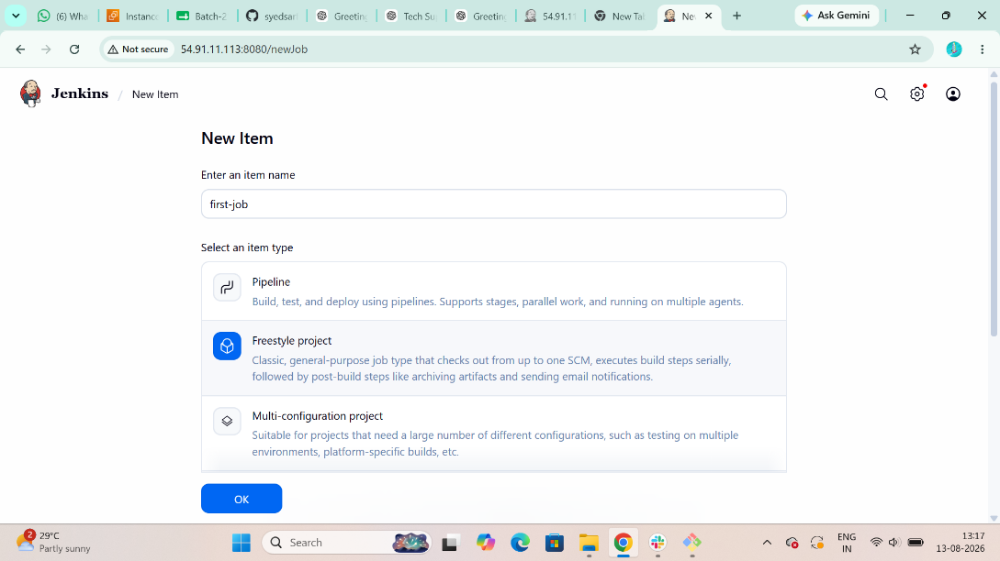 (6) Wha
Instance
Batch-2
syedsar
Greeting
Tech Su
Greeting
54.91.11
New Tal
Ne
Ask Gemini
Not secure
54.91.11.113:8080/newJob
Jenkins / New Item
New Item
Enter an item name
first-job
Select an item type
Pipeline
Build, test, and deploy using pipelines. Supports stages, parallel work, and running on multiple agents.
Freestyle project
Classic, general-purpose job type that checks out from up to one SCM, executes build steps serially,
followed by post-build steps like archiving artifacts and sending email notifications.
Multi-configuration project
Suitable for projects that need a large number of different configurations, such as testing on multiple
environments, platform-specific builds, etc.
OK
2
29°C
Partly sunny
Search
ENG
IN
13:17
13-08-2026